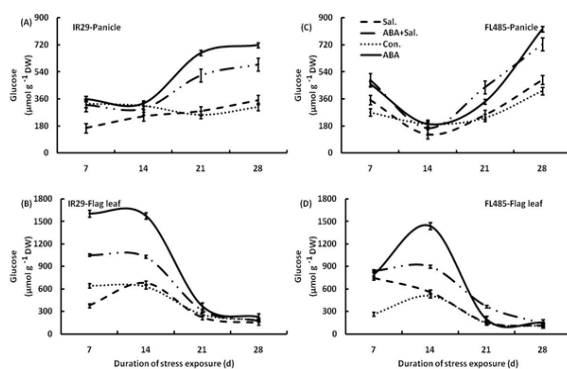 (A) IR29-Panicle
Glucose
(µmol g -1 DW)
900
720
540
360
180
0
7 14 21 28
(C) FL485-Panicle
Sal.
ABA+Sal.
Con.
ABA
Glucose
(µmol g -1 DW)
900
720
540
360
180
0
7 14 21 28
(B) IR29-Flag leaf
Glucose
(µmol g -1 DW)
1800
1500
1200
900
600
300
0
7 14 21 28
Duration of stress exposure (d)
(D) FL485-Flag leaf
Glucose
(µmol g -1 DW)
1800
1500
1200
900
600
300
0
7 14 21 28
Duration of stress exposure (d)